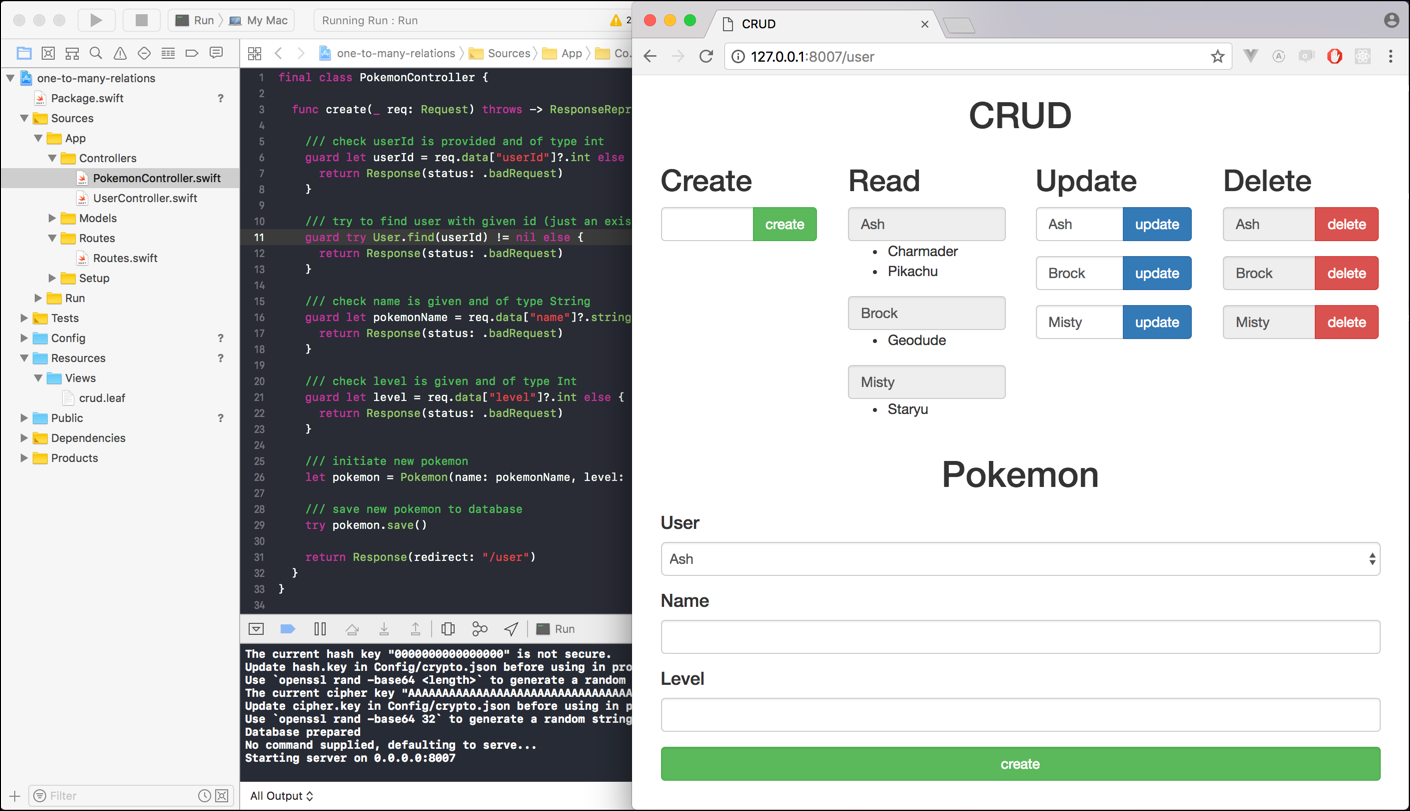 Run My Mac
Running Run : Run
2
one-to-many-relations Sources App Co.
one-to-many-relations
Package.swift ?
Sources
App
Controllers
PokemonController.swift
UserController.swift
Models
Routes
Routes.swift
Setup
Run
Tests
Config ?
Resources ?
Views
crud.leaf
Public ?
Dependencies
Products
Filter
1 final class PokemonController {
2
3 func create(_ req: Request) throws -> ResponseRepr
4
5 /// check userId is provided and of type int
6 guard let userId = req.data["userId"]?.int else
7 return Response(status: .badRequest)
8 }
9
10 /// try to find user with given id (just an exis
11 guard try User.find(userId) != nil else {
12 return Response(status: .badRequest)
13 }
14
15 /// check name is given and of type String
16 guard let pokemonName = req.data["name"]?.string
17 return Response(status: .badRequest)
18 }
19
20 /// check level is given and of type Int
21 guard let level = req.data["level"]?.int else {
22 return Response(status: .badRequest)
23 }
24
25 /// initiate new pokemon
26 let pokemon = Pokemon(name: pokemonName, level:
27
28 /// save new pokemon to database
29 try pokemon.save()
30
31 return Response(redirect: "/user")
32 }
33 }
34
Run
The current hash key "0000000000000000" is not secure.
Update hash.key in Config/crypto.json before using in pro
Use `openssl rand -base64 <length>` to generate a random
The current cipher key "AAAAAAAAAAAAAAAAAAAAAAAAAAAAAAAAA
Update cipher.key in Config/crypto.json before using in p
Use `openssl rand -base64 32` to generate a random string
Database prepared
No command supplied, defaulting to serve...
Starting server on 0.0.0.0:8007
All Output
CRUD
127.0.0.1:8007/user
CRUD
Create
create
Read
Ash
• Charmader
• Pikachu
Brock
• Geodude
Misty
• Staryu
Update
Ash update
Brock update
Misty update
Delete
Ash delete
Brock delete
Misty delete
Pokemon
User
Ash
Name
Level
create